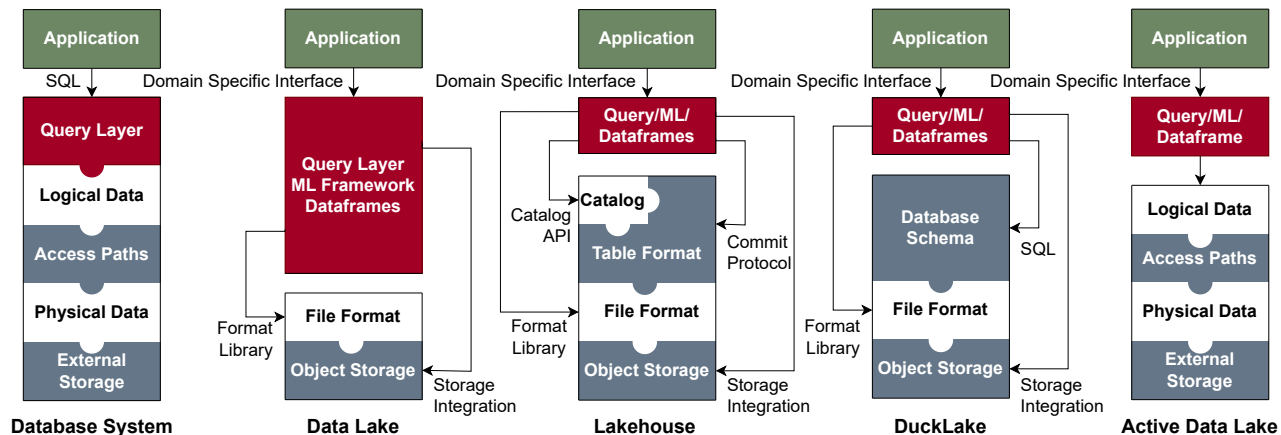 Application
SQL
Query Layer
Logical Data
Access Paths
Physical Data
External
Storage
Database System
Application
Domain Specific Interface
Query Layer
ML Framework
Dataframes
Format
Library
File Format
Object Storage
Storage
Integration
Data Lake
Application
Domain Specific Interface
Query/ML/
Dataframes
Catalog
API
Catalog
Table Format
Commit
Protocol
File Format
Format
Library
Object Storage
Storage
Integration
Lakehouse
Application
Domain Specific Interface
Query/ML/
Dataframes
Database
Schema
SQL
File Format
Format
Library
Object Storage
Storage
Integration
DuckLake
Application
Domain Specific Interface
Query/ML/
Dataframe
Logical Data
Access Paths
Physical Data
External
Storage
Active Data Lake